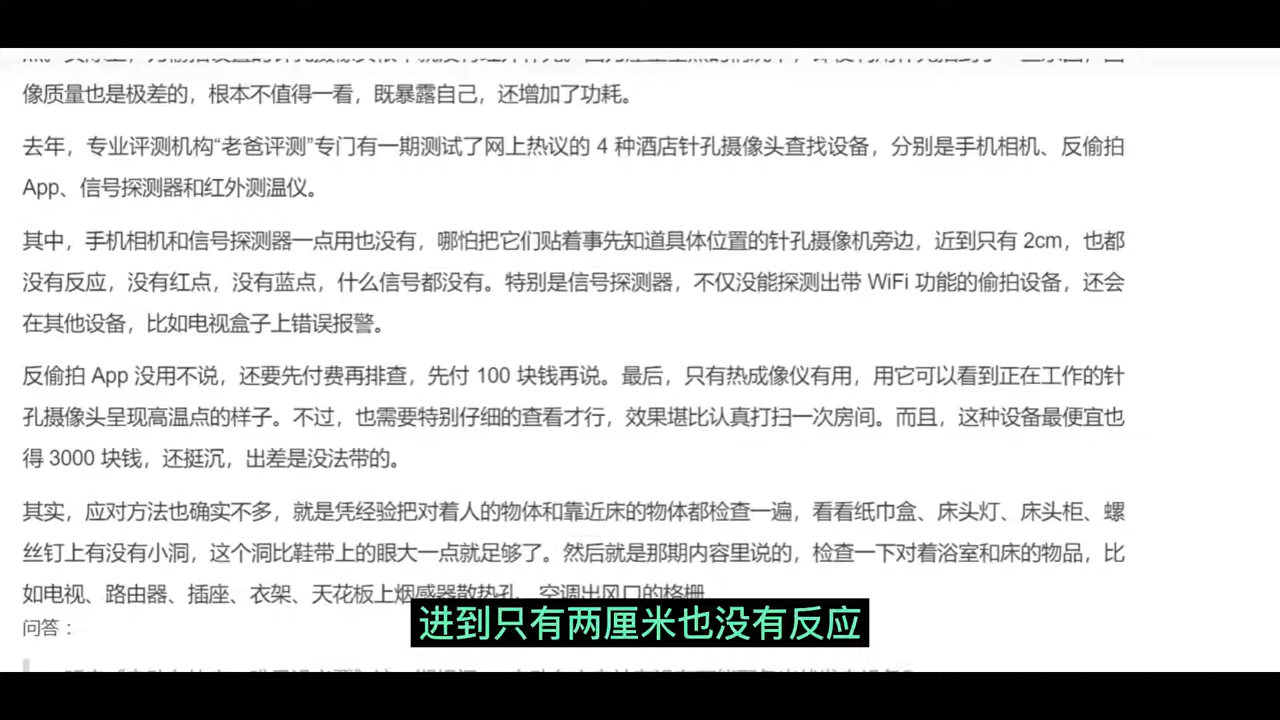 像质量也是极差的，根本不值得一看，既暴露自己，还增加了功耗。
去年，专业评测机构“老爸评测”专门有一期测试了网上热议的 4 种酒店针孔摄像头查找设备，分别是手机相机、反偷拍
App、信号探测器和红外测温仪。
其中，手机相机和信号探测器一点用也没有，哪怕把它们贴着事先知道具体位置的针孔摄像机旁边，近到只有 2cm，也都
没有反应，没有红点，没有蓝点，什么信号都没有。特别是信号探测器，不仅没能探测出带 WiFi 功能的偷拍设备，还会
在其他设备，比如电视盒子上错误报警。
反偷拍 App 没用不说，还要先付费再排查，先付 100 块钱再说。最后，只有热成像仪有用，用它可以看到正在工作的针
孔摄像头呈现高温点的样子。不过，也需要特别仔细的查看才行，效果堪比认真打扫一次房间。而且，这种设备最便宜也
得 3000 块钱，还挺沉，出差是没法带的。
其实，应对方法也确实不多，就是凭经验把对着人的物体和靠近床的物体都检查一遍，看看纸巾盒、床头灯、床头柜、螺
丝钉上有没有小洞，这个洞比鞋带上的眼大一点就足够了。然后就是那期内容里说的，检查一下对着浴室和床的物品，比
如电视、路由器、插座、衣架、天花板上烟感器散热孔、空调出风口的格栅
问答：
进到只有两厘米也没有反应